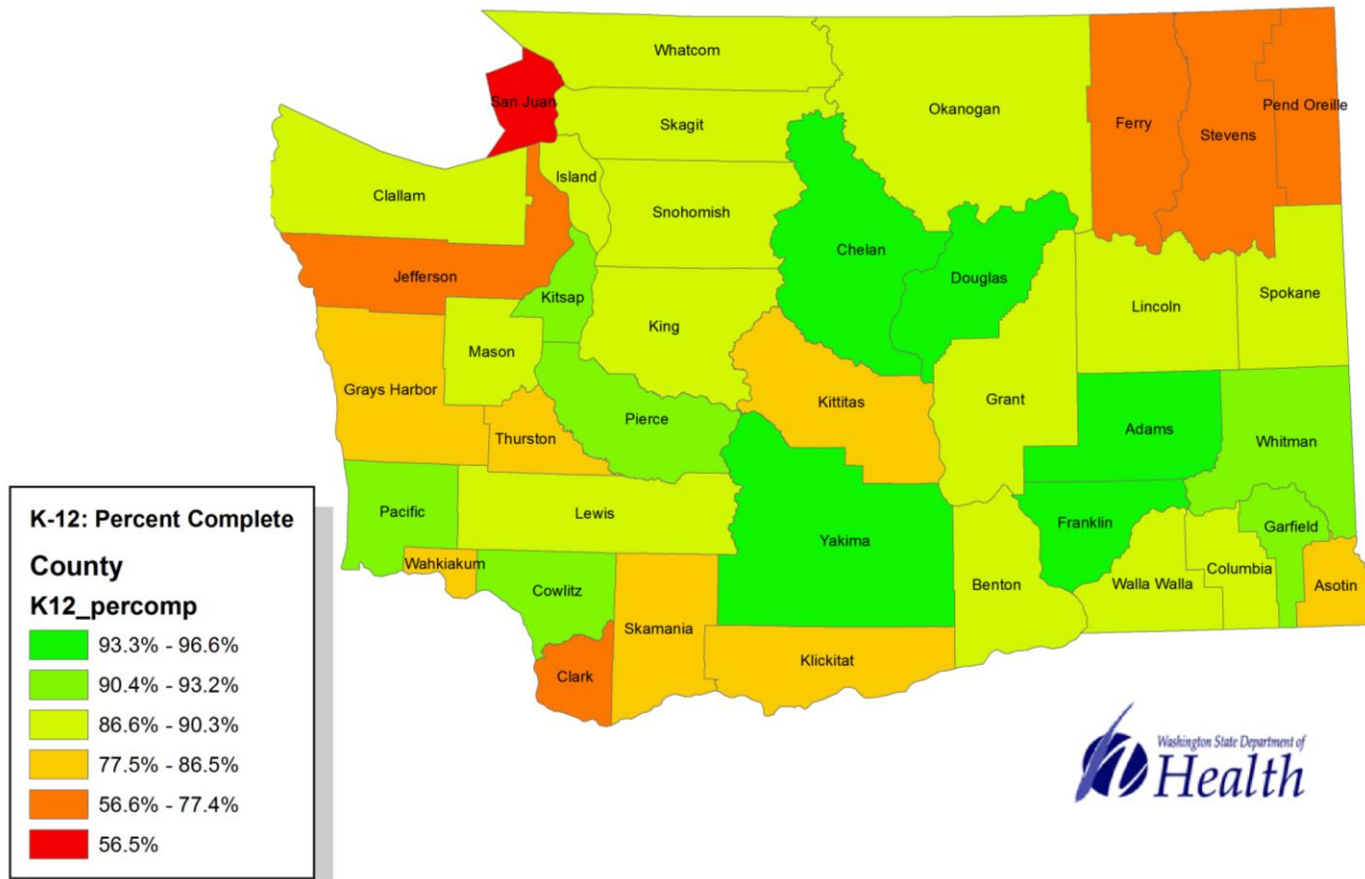 Whatcom
San Juan
Skagit
Okanogan
Ferry
Stevens
Pend Oreille
Clallam
Island
Snohomish
Chelan
Douglas
Jefferson
Kitsap
King
Lincoln
Spokane
Mason
Grays Harbor
Kittitas
Grant
Pierce
Thurston
Adams
Whitman
Pacific
Lewis
Yakima
Franklin
Garfield
Wahkiakum
Cowlitz
Skamania
Benton
Walla Walla
Columbia
Asotin
Klickitat
Clark
K-12: Percent Complete
County
K12_percomp
93.3% - 96.6%
90.4% - 93.2%
86.6% - 90.3%
77.5% - 86.5%
56.6% - 77.4%
56.5%
Washington State Department of
Health